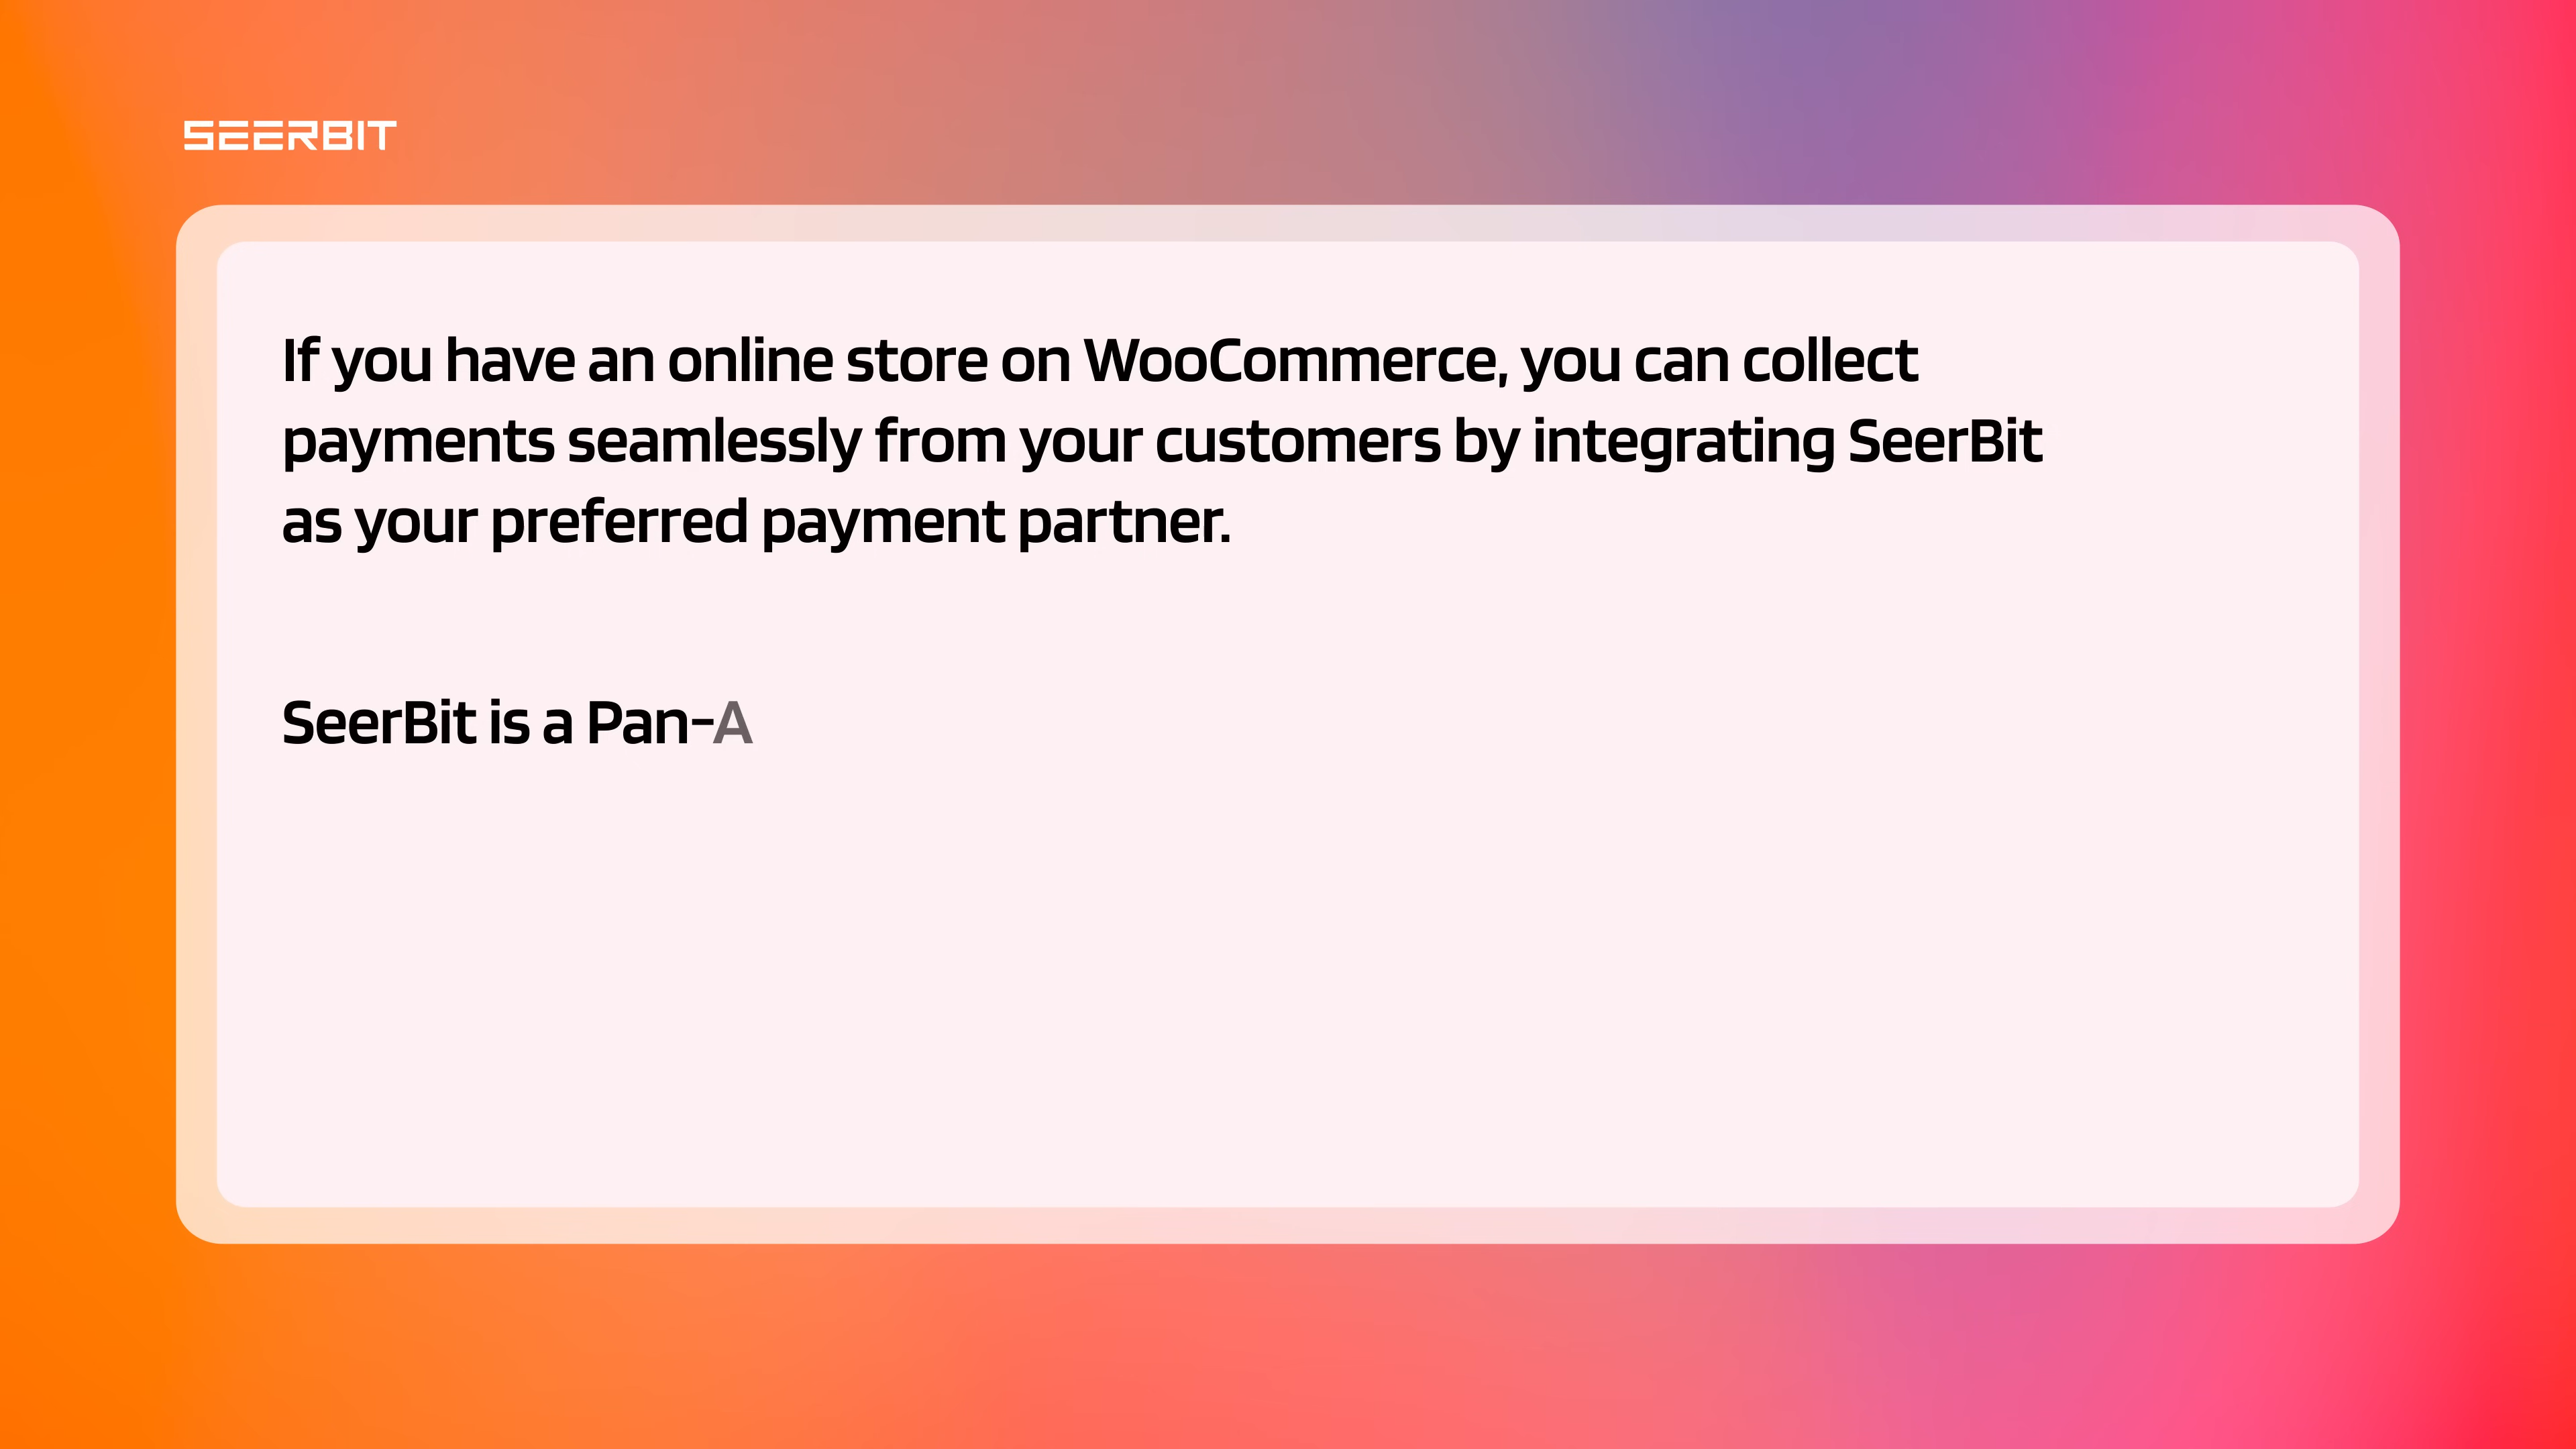 SEERBIT
If you have an online store on WooCommerce, you can collect
payments seamlessly from your customers by integrating SeerBit
as your preferred payment partner.
SeerBit is a Pan-A